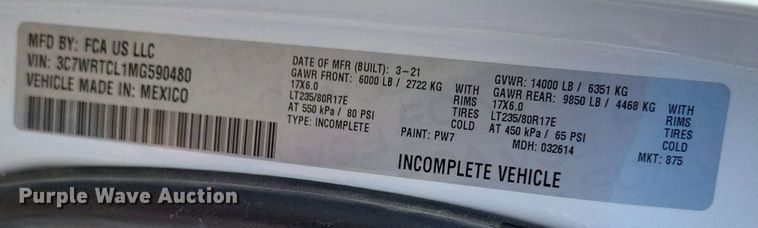 MFD BY: FCA US LLC
VIN: 3C7WRTCL1MG590480
VEHICLE MADE IN: MEXICO
DATE OF MFR (BUILT): 3-21
GAWR FRONT: 6000 LB / 2722 KG WITH
17X6.0 RIMS
LT235/80R17E TIRES
AT 550 kPa / 80 PSI COLD
TYPE: INCOMPLETE
GVWR: 14000 LB / 6351 KG
GAWR REAR: 9850 LB / 4468 KG WITH
17X6.0 RIMS
LT235/80R17E TIRES
AT 450 kPa / 65 PSI COLD
PAINT: PW7 MDH: 032614 MKT: 875
INCOMPLETE VEHICLE
Purple Wave Auction